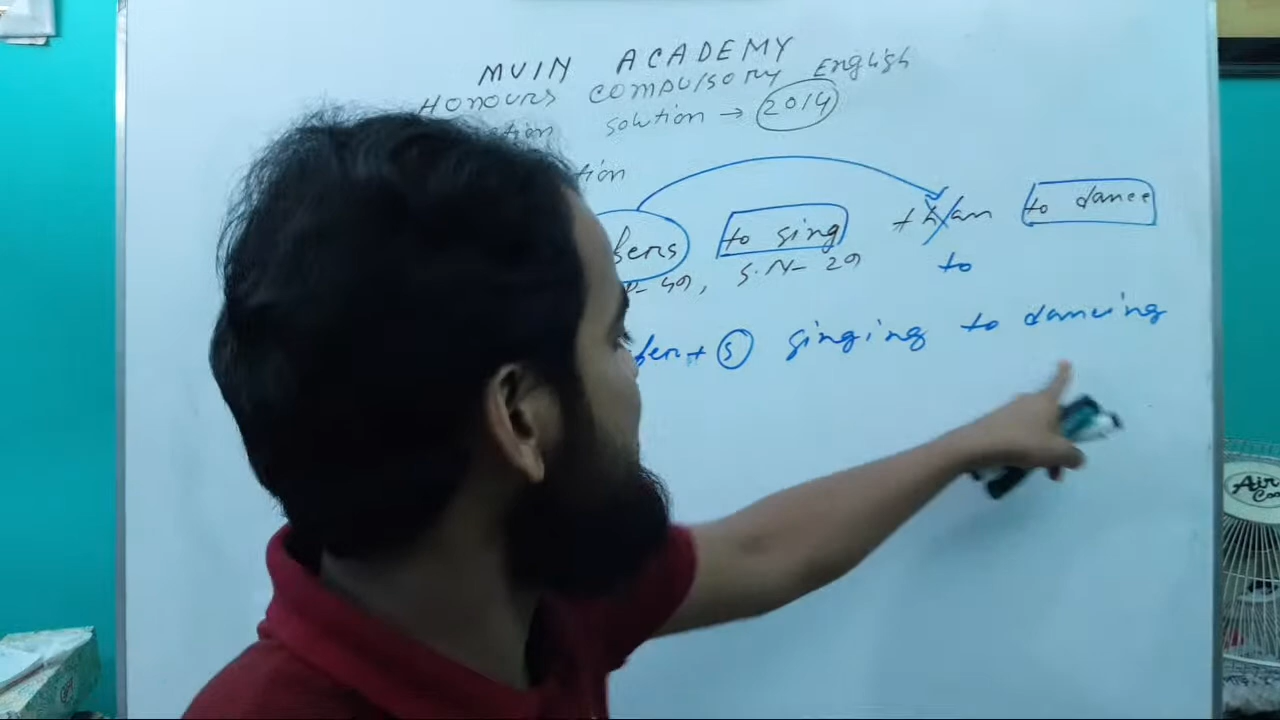 MUIN ACADEMY
HONOURS COMPULSORY English
solution → 2014
tion
fers to sing than to dance
S.N- 29 to
fer + s singing to dancing
Air